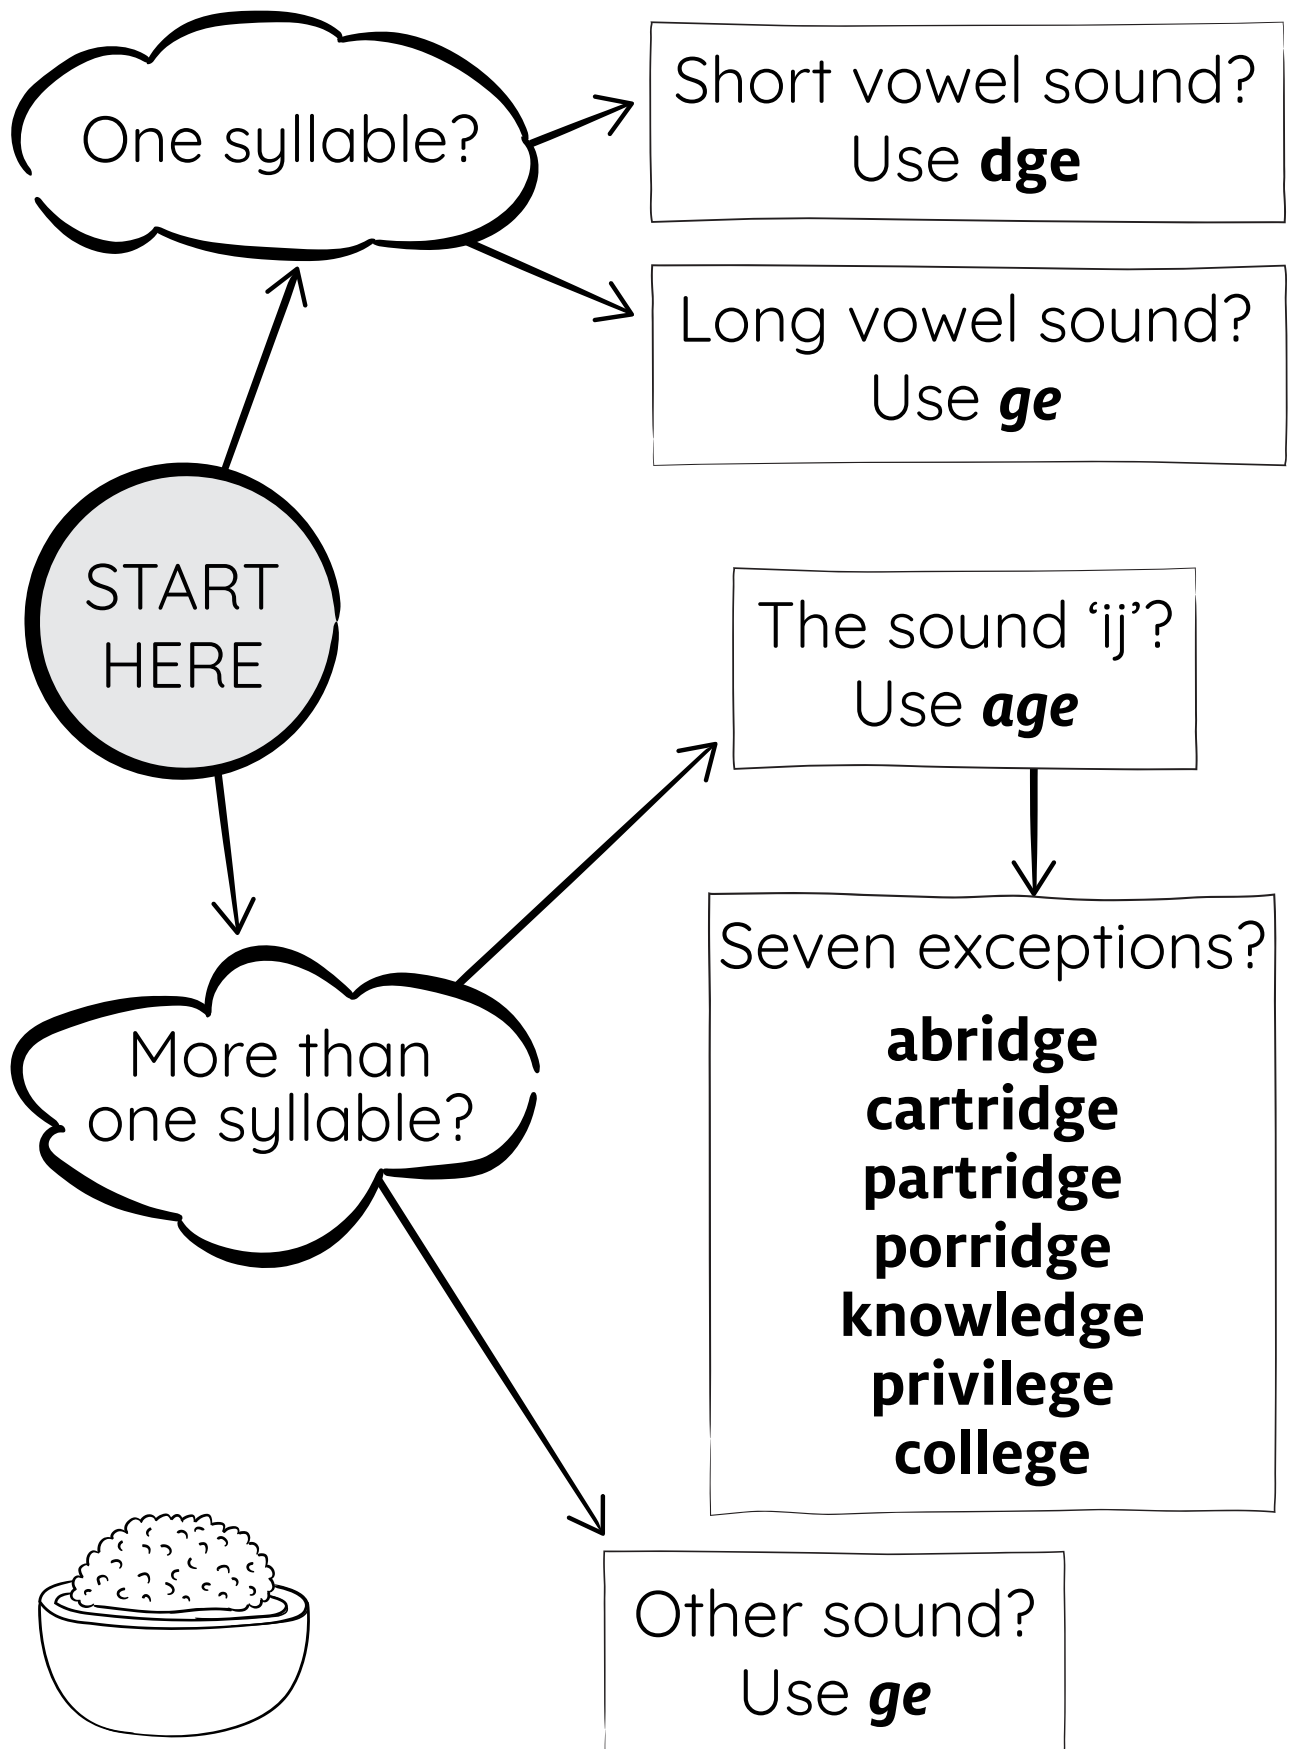 One syllable?
Short vowel sound?
Use dge
Long vowel sound?
Use ge
START
HERE
The sound ‘ij’?
Use age
More than
one syllable?
Seven exceptions?
abridge
cartridge
partridge
porridge
knowledge
privilege
college
Other sound?
Use ge